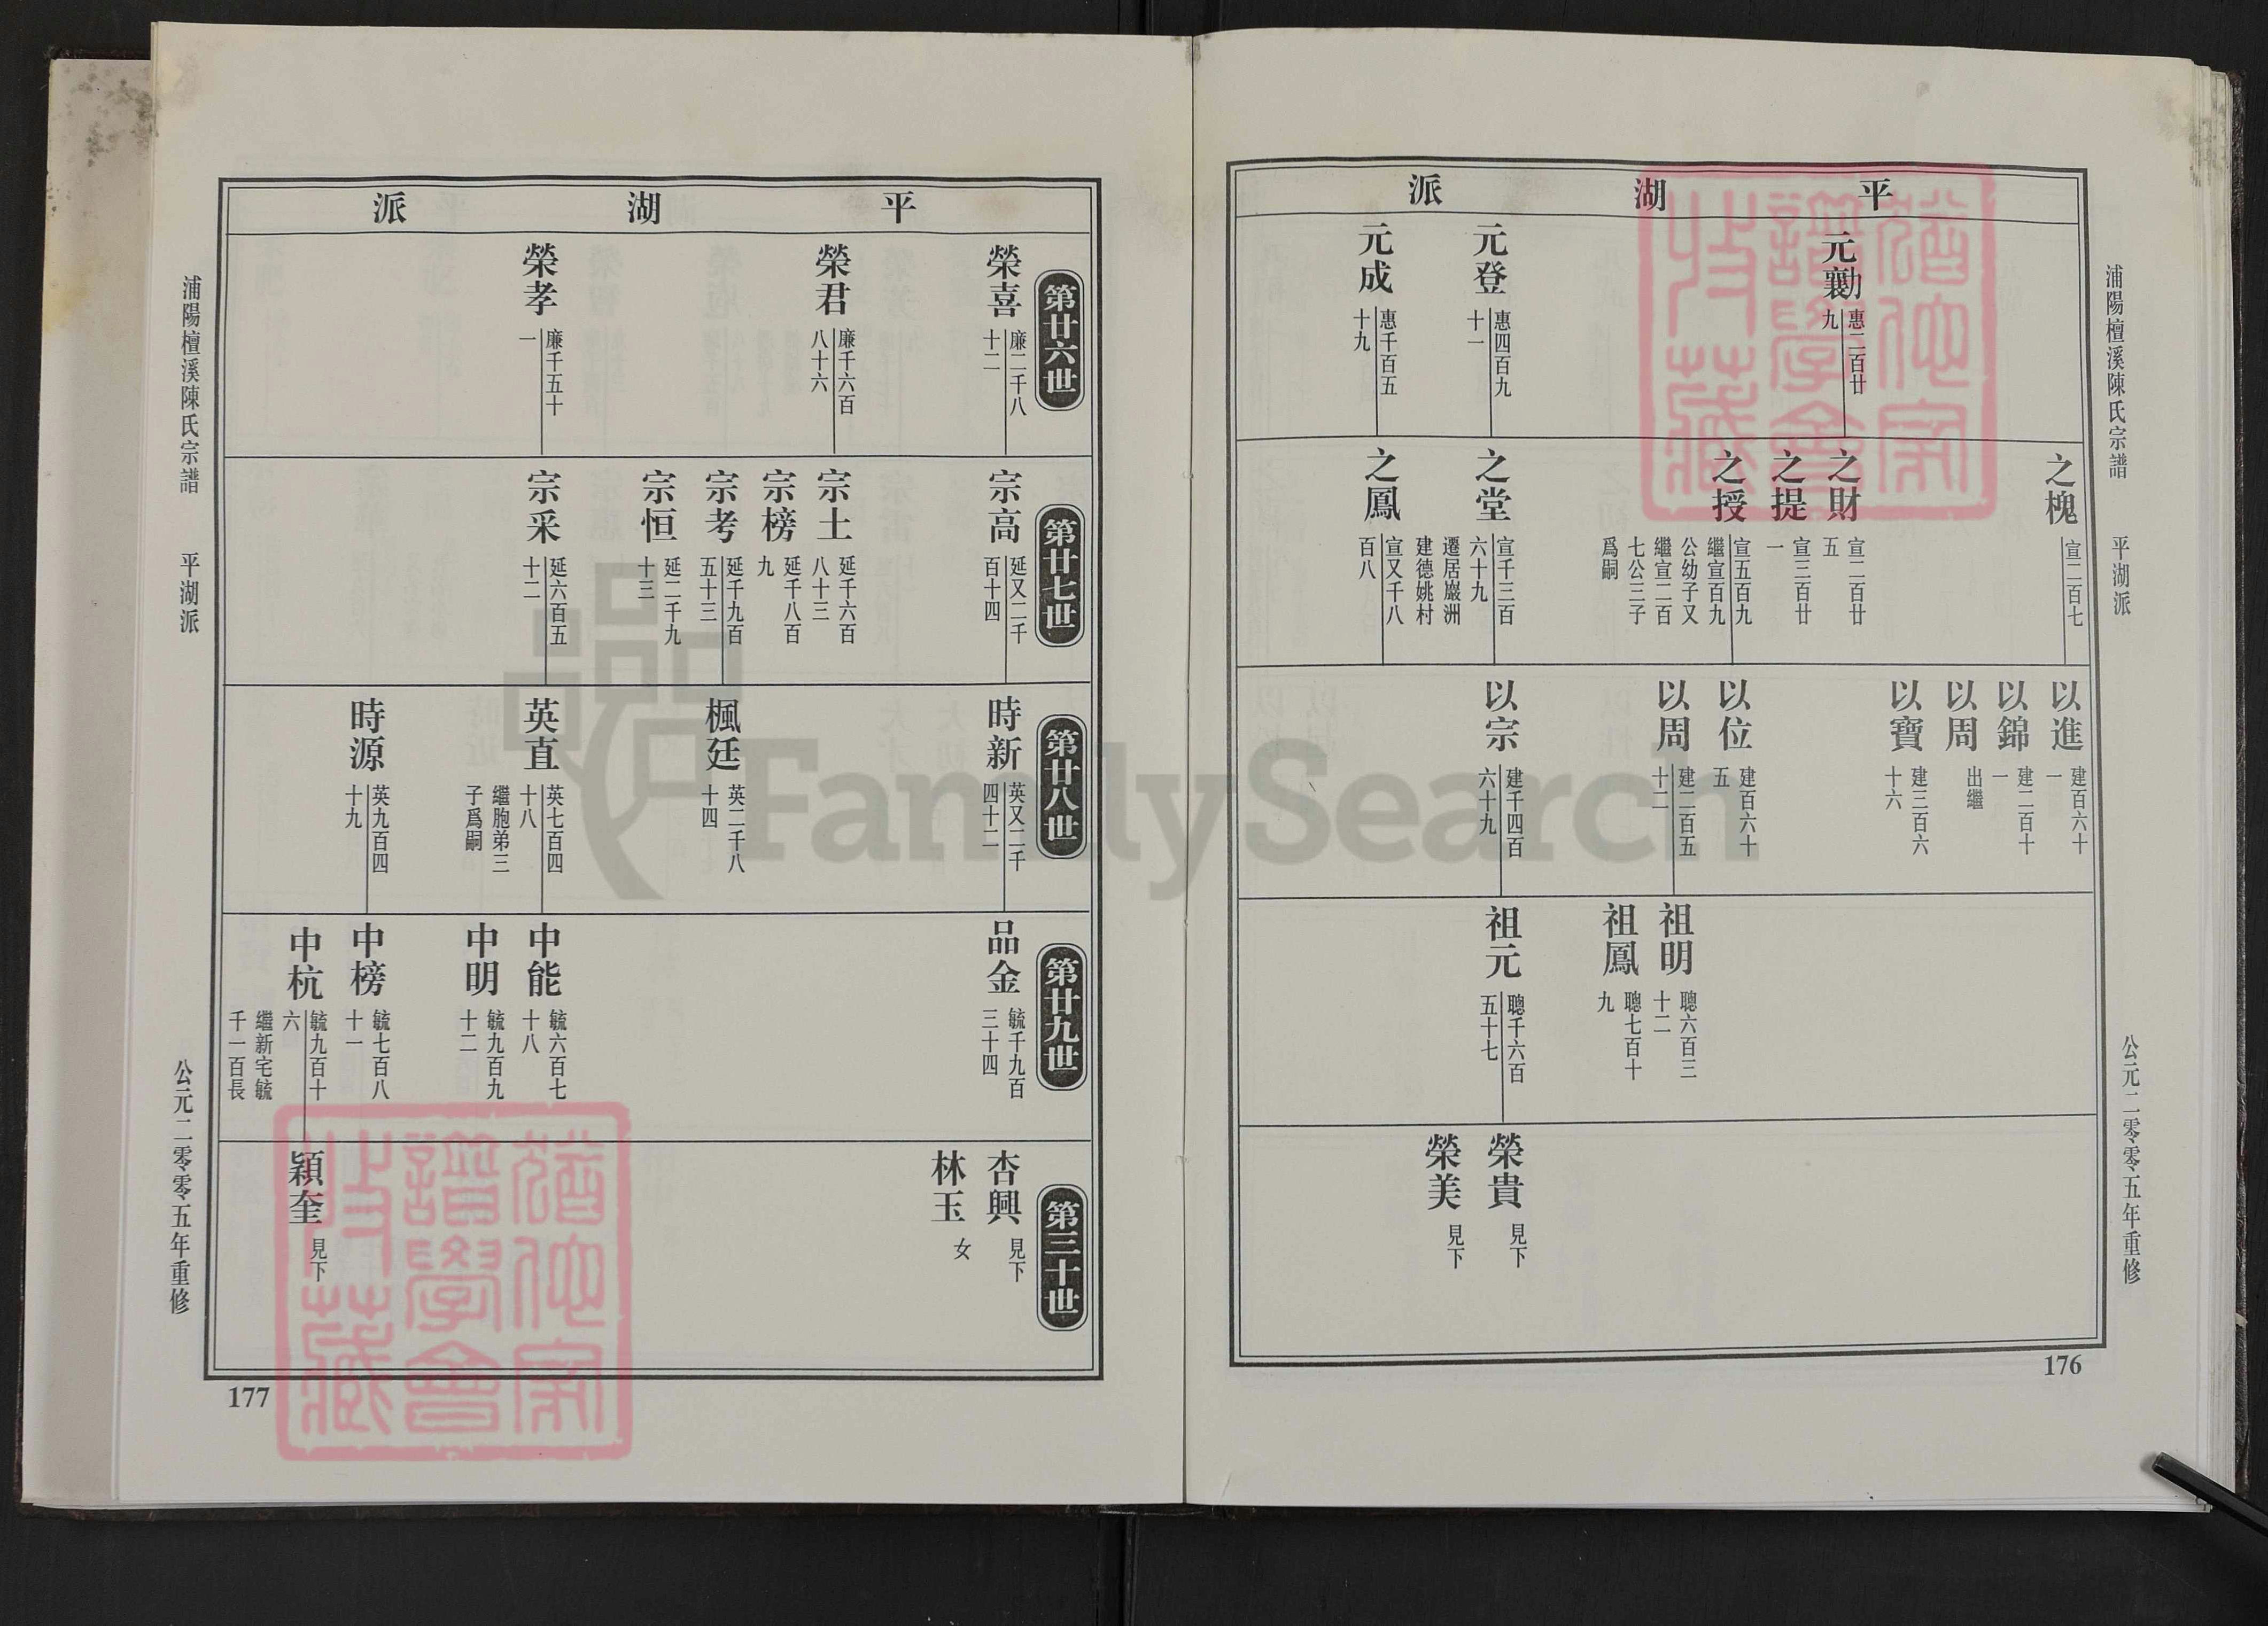 浦陽檀溪陳氏宗譜 平湖派 公元二零零五年重修
平湖派
元勷 惠二百廿九
元登 惠四百九十一
元成 惠千百五十九
之槐 宣二百七
之財 宣二百廿五
之提 宣三百廿一
之授 宣五百九
繼宣百九
公幼子又
繼宣二百
七公三子
爲嗣
之堂 宣千三百六十九
遷居巖洲
建德姚村
之鳳 宣又千八百八
以進 建百六十一
以錦 建二百十一
以周 出繼
以寶 建三百六十六
以位 建百六十五
以周 建二百五十二
以宗 建千四百六十九
祖明 聰六百三十二
祖鳳 聰七百十九
祖元 聰千六百五十七
榮貴 見下
榮美 見下
176
平湖派
第廿六世
榮喜 廉二千八十二
榮君 廉千六百八十六
榮孝 廉千五十一
第廿七世
宗高 延又二千百十四
宗士 延千六百八十三
宗榜 延千八百九
宗考 延千九百五十三
宗恒 延二千九十三
宗采 延六百五十二
第廿八世
時新 英又二千四十二
楓廷 英二千八十四
英直 英七百四十八
繼胞弟三
子爲嗣
時源 英九百四十九
第廿九世
品金 毓千九百三十四
中能 毓六百七十八
中明 毓九百九十二
中榜 毓七百八十一
中杭 毓九百十六
繼新宅毓
千一百長
第三十世
杏興 見下
林玉 女
穎奎 見下
浦陽檀溪陳氏宗譜 平湖派 公元二零零五年重修
177
FamilySearch